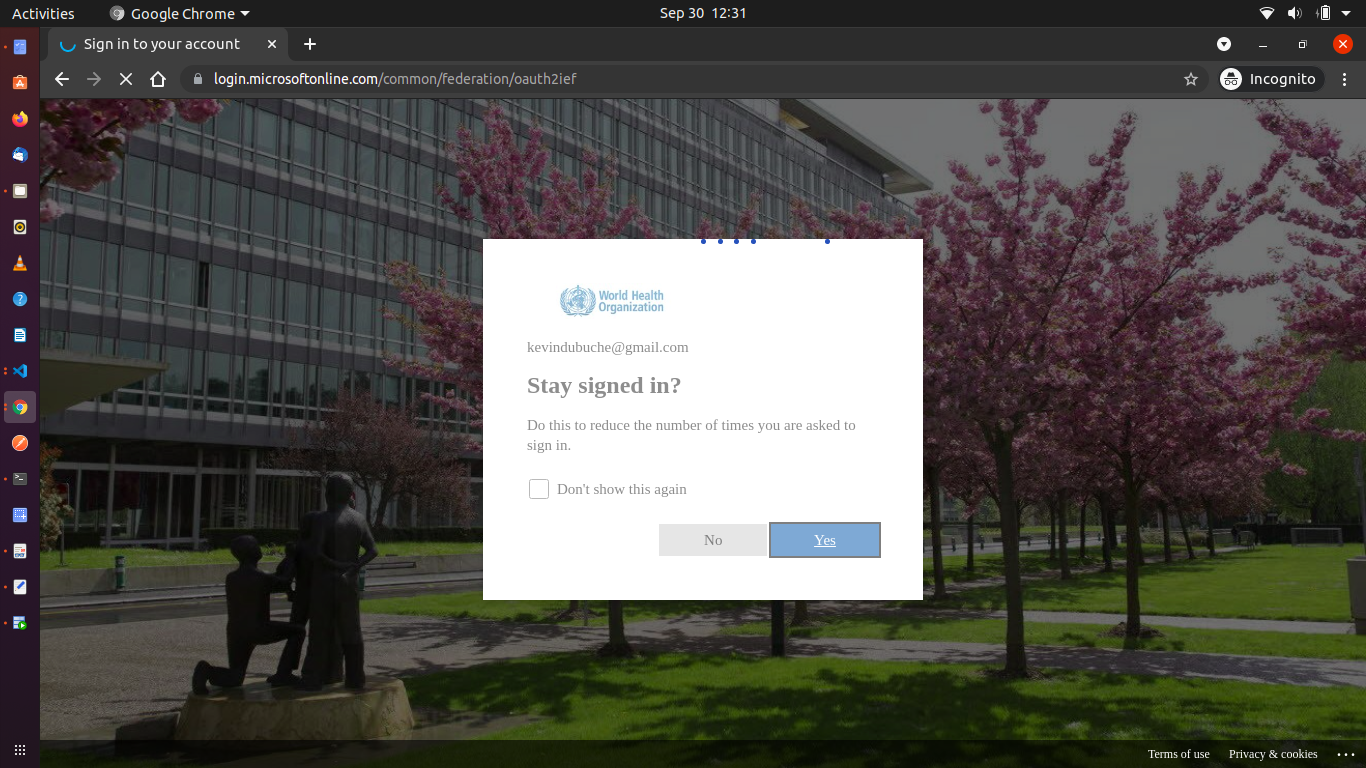 Activities
Google Chrome
Sep 30 12:31
Sign in to your account
login.microsoftonline.com/common/federation/oauth2ief
Incognito
World Health
Organization
kevindubuche@gmail.com
Stay signed in?
Do this to reduce the number of times you are asked to
sign in.
Don't show this again
No
Yes
Terms of use
Privacy & cookies